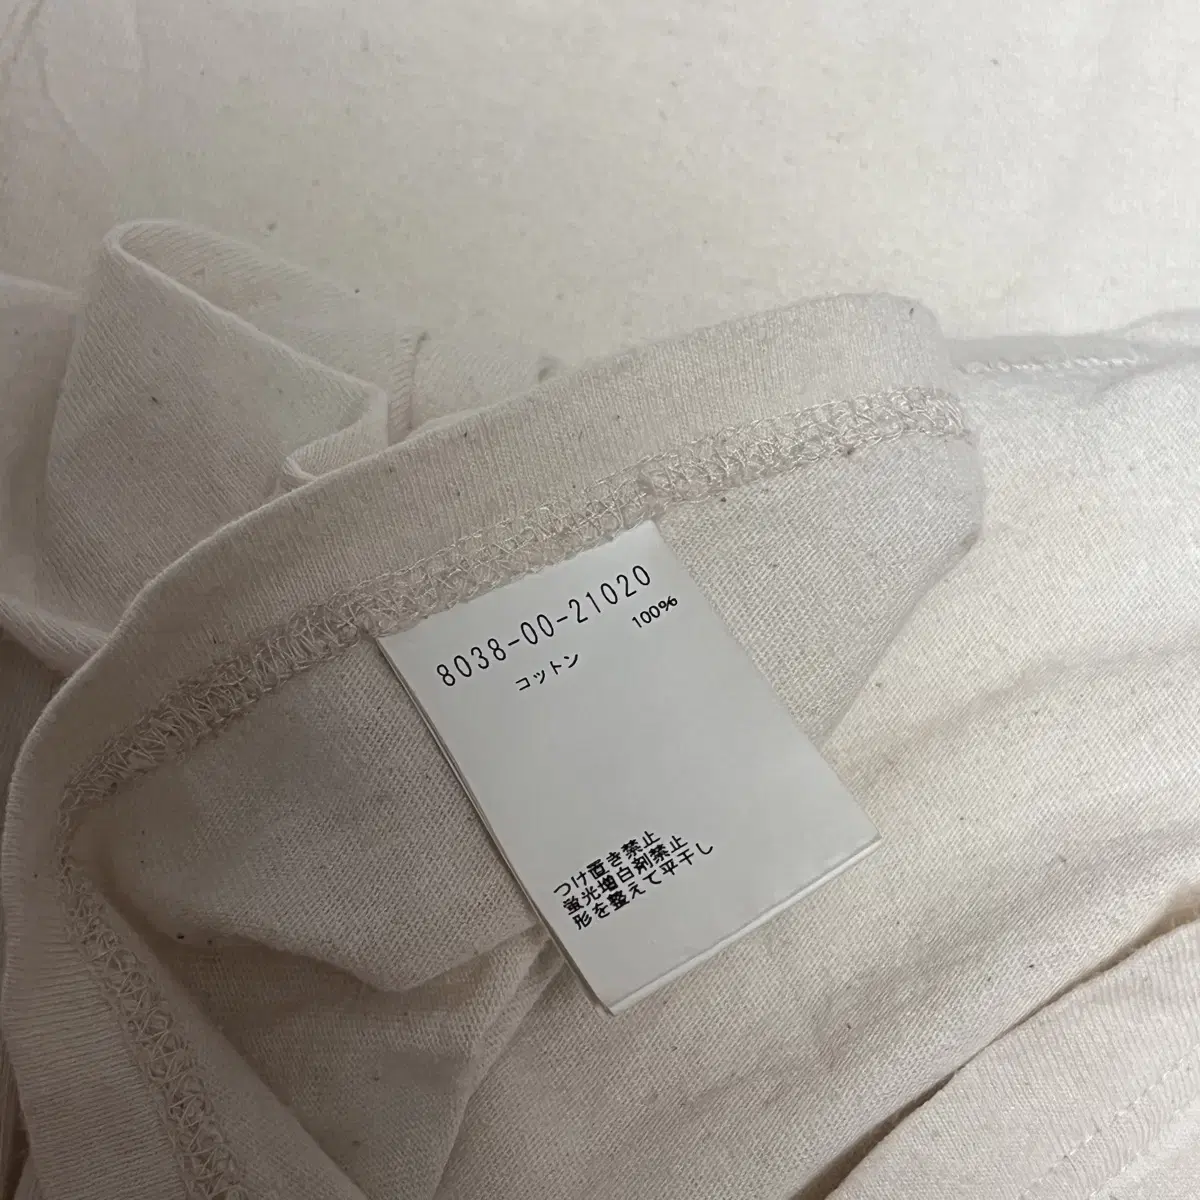 8038-00-21020
コットン 100%
つけ置き禁止
蛍光増白剤禁止
形を整えて平干し